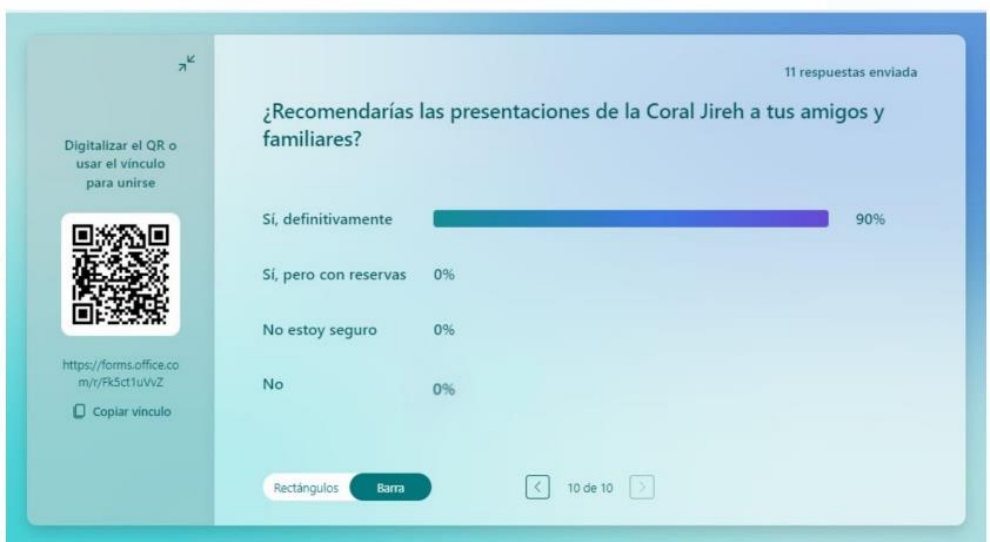 11 respuestas enviada
¿Recomendarías las presentaciones de la Coral Jireh a tus amigos y
familiares?
Digitalizar el QR o
usar el vínculo
para unirse
https://forms.office.co
m/r/Fk5ct1uVvZ
Copiar vínculo
Sí, definitivamente 90%
Sí, pero con reservas 0%
No estoy seguro 0%
No 0%
Rectángulos Barra 10 de 10